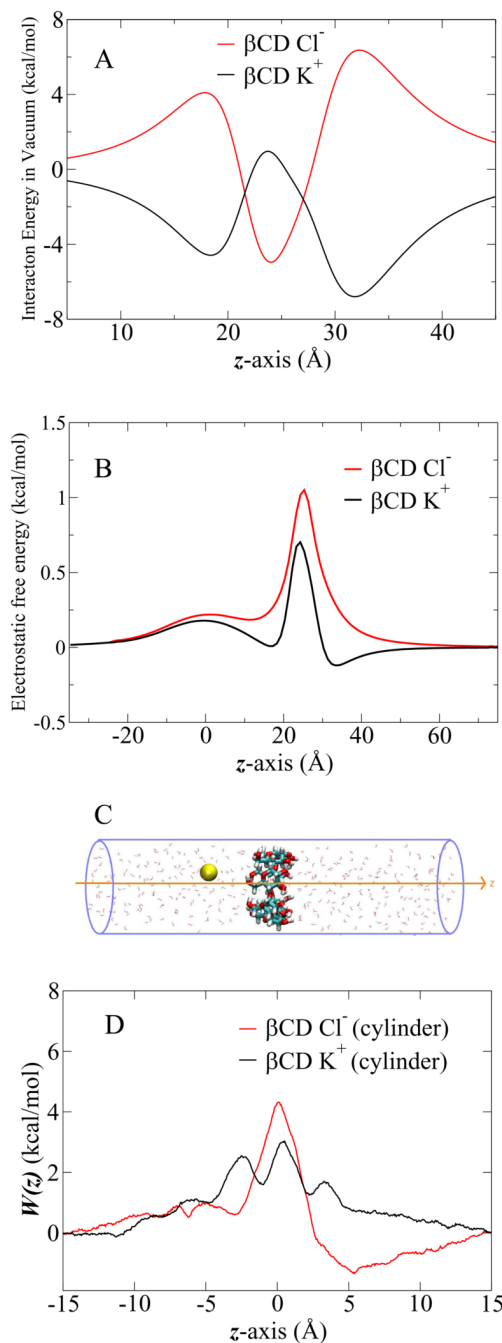 A
βCD Cl⁻
βCD K⁺
Interacton Energy in Vacuum (kcal/mol)
8
4
0
-4
-8
10 20 30 40
z-axis (Å)
B
βCD Cl⁻
βCD K⁺
Electrostatic free energy (kcal/mol)
1.5
1
0.5
0
-0.5
-20 0 20 40 60
z-axis (Å)
C
z
D
βCD Cl⁻ (cylinder)
βCD K⁺ (cylinder)
W(z) (kcal/mol)
8
6
4
2
0
-15 -10 -5 0 5 10 15
z-axis (Å)